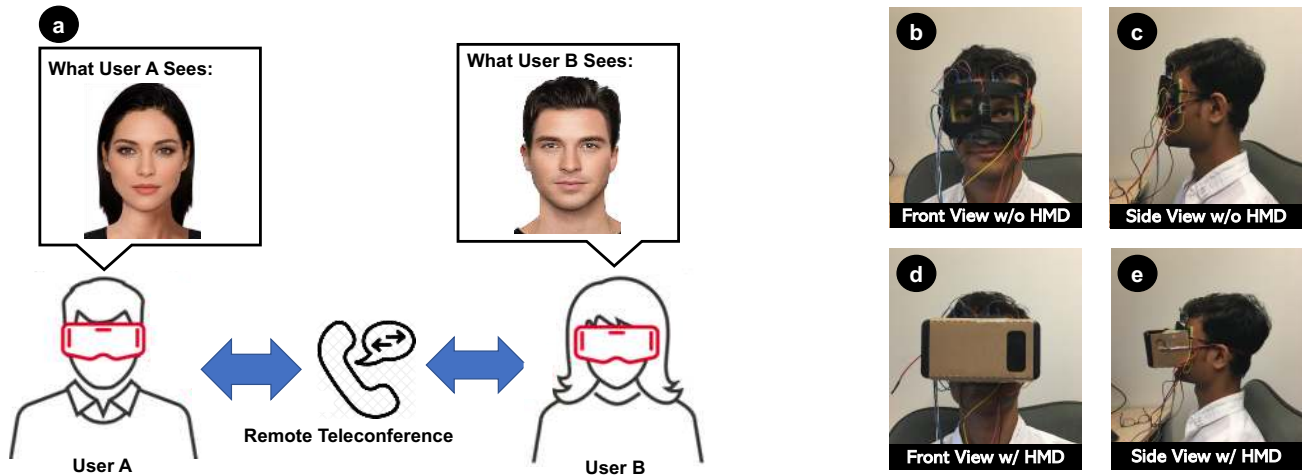 a
What User A Sees:
What User B Sees:
Remote Teleconference
User A
User B
b
Front View w/o HMD
c
Side View w/o HMD
d
Front View w/ HMD
e
Side View w/ HMD